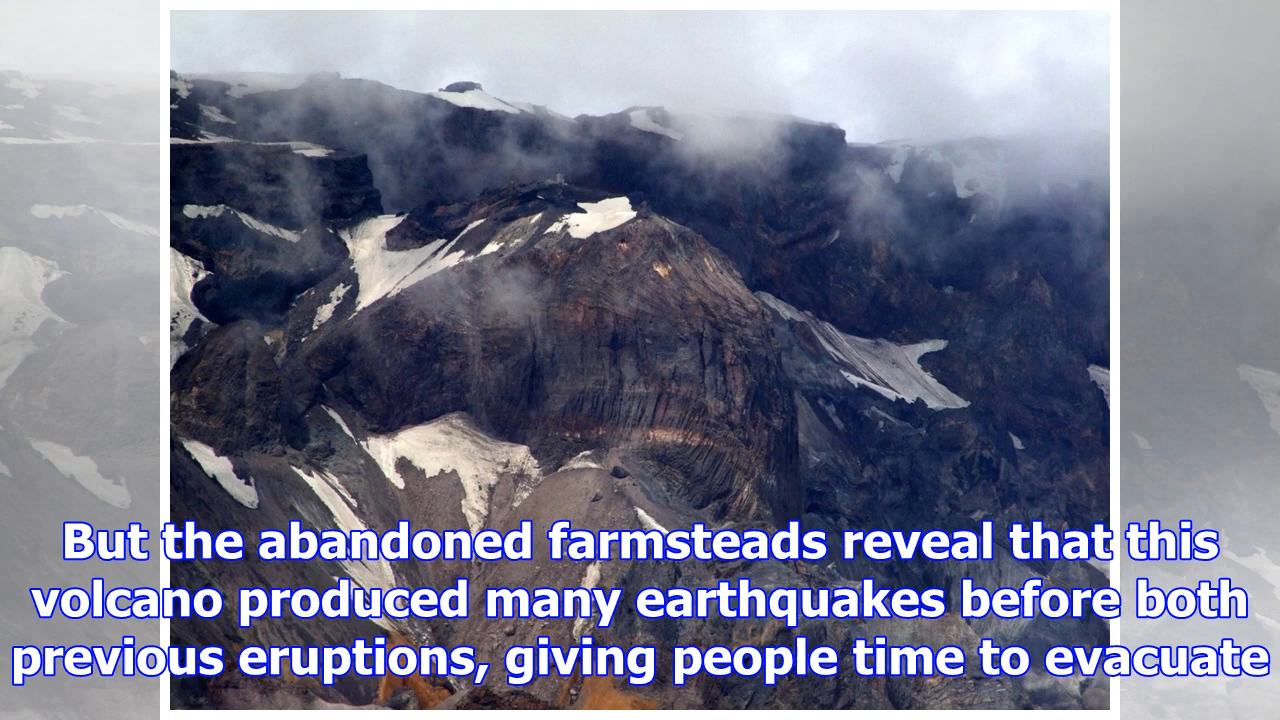 But the abandoned farmsteads reveal that this
volcano produced many earthquakes before both
previous eruptions, giving people time to evacuate